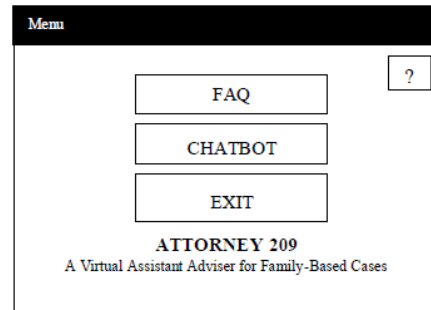 Menu
?
FAQ
CHATBOT
EXIT
ATTORNEY 209
A Virtual Assistant Adviser for Family-Based Cases